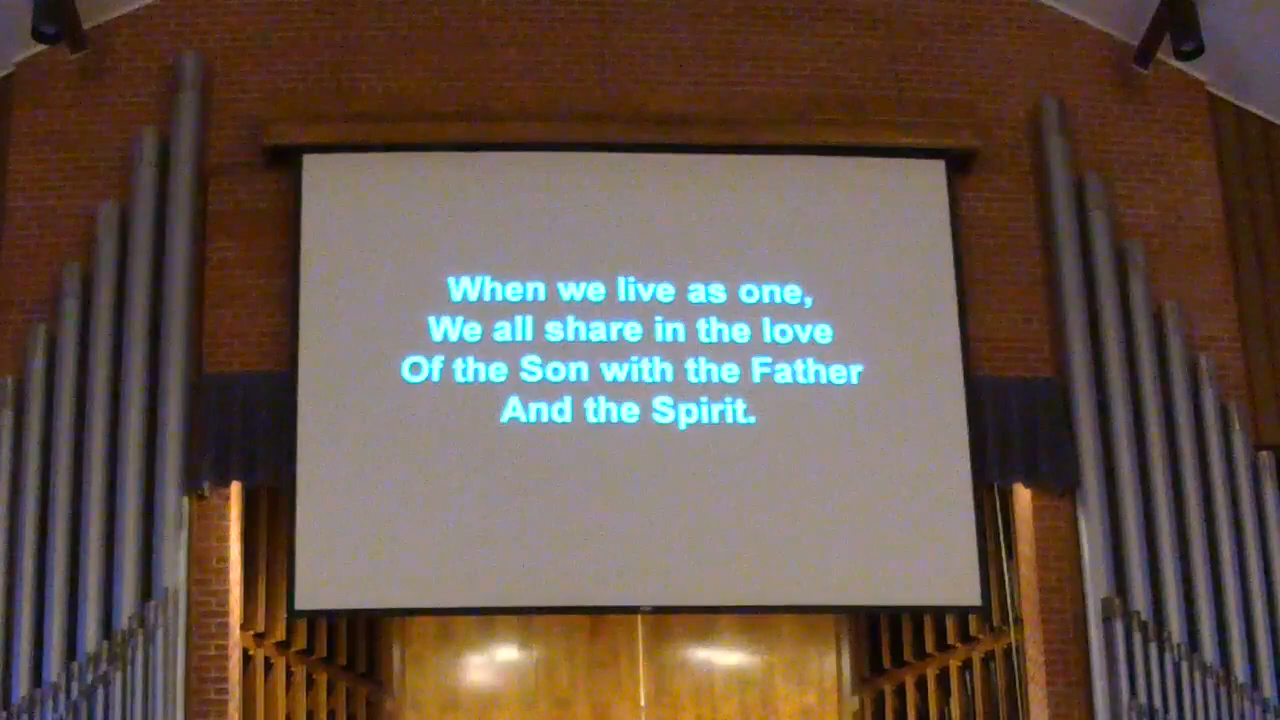 When we live as one,
We all share in the love
Of the Son with the Father
And the Spirit.